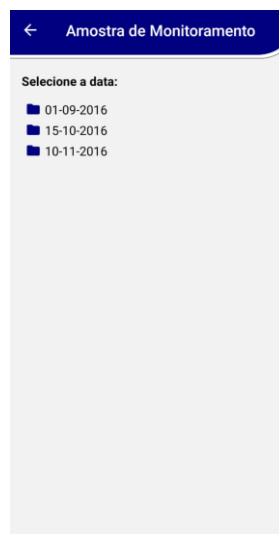 Amostra de Monitoramento
Selecione a data:
01-09-2016
15-10-2016
10-11-2016